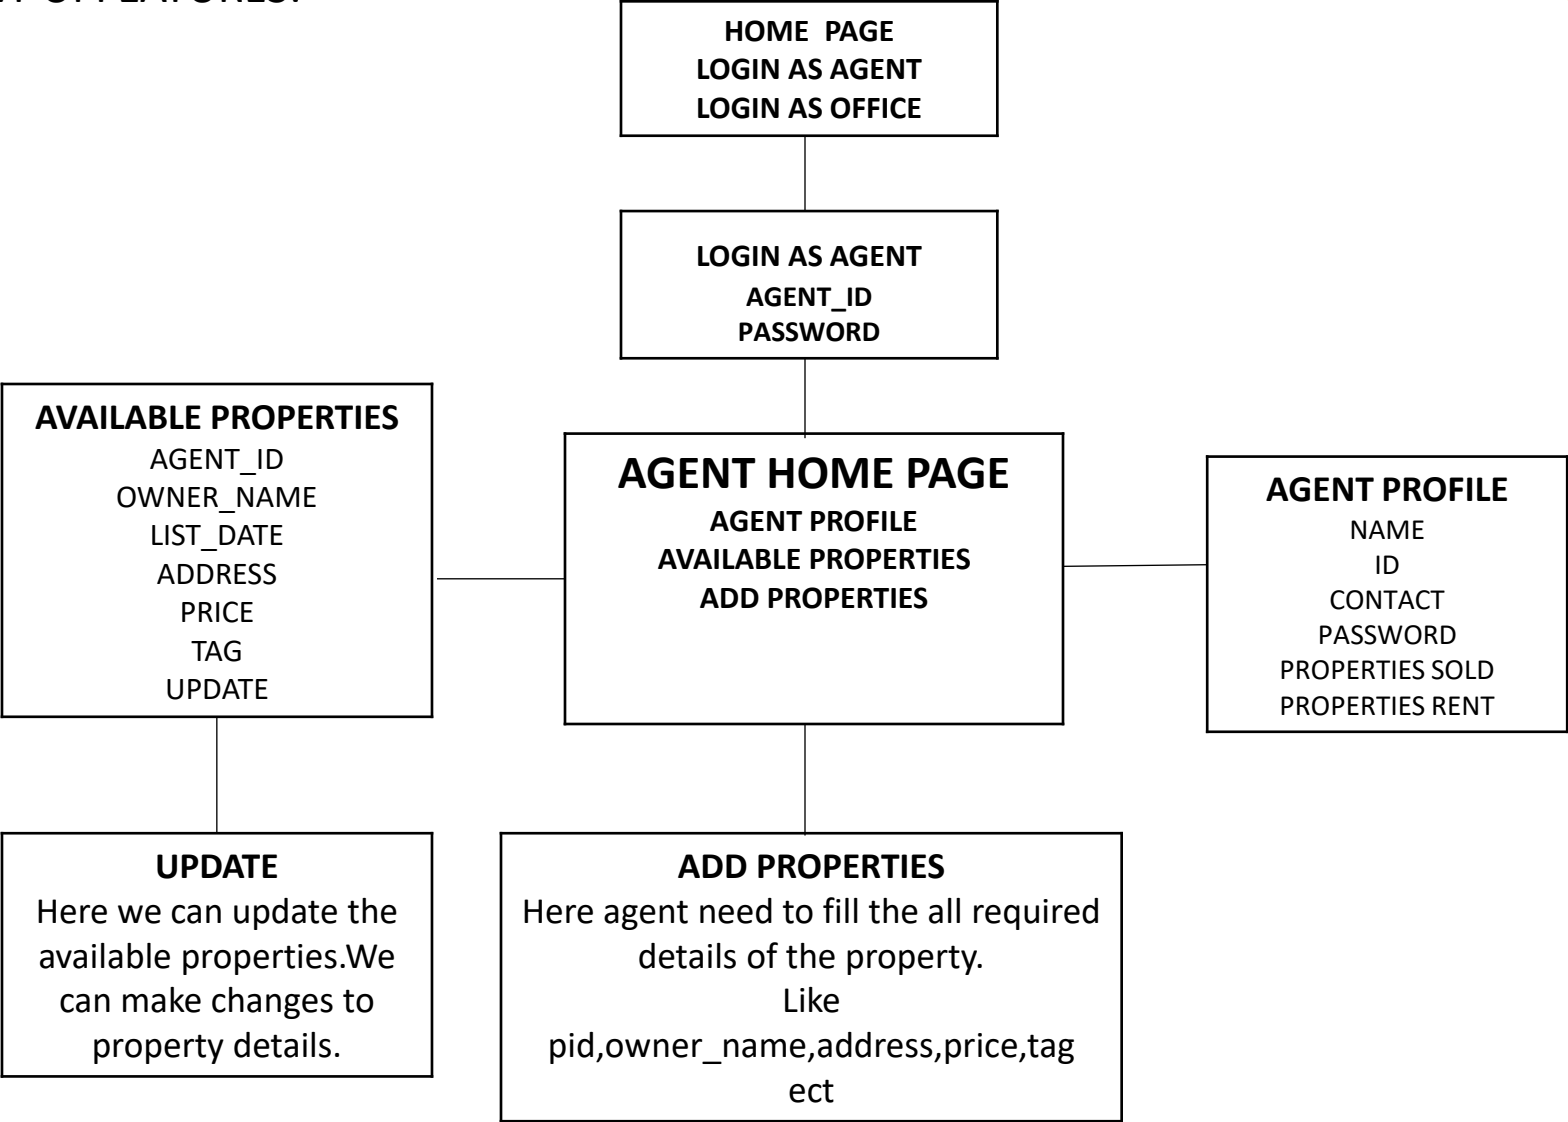 HOME PAGE
LOGIN AS AGENT
LOGIN AS OFFICE
LOGIN AS AGENT
AGENT_ID
PASSWORD
AVAILABLE PROPERTIES
AGENT_ID
OWNER_NAME
LIST_DATE
ADDRESS
PRICE
TAG
UPDATE
AGENT HOME PAGE
AGENT PROFILE
AVAILABLE PROPERTIES
ADD PROPERTIES
AGENT PROFILE
NAME
ID
CONTACT
PASSWORD
PROPERTIES SOLD
PROPERTIES RENT
UPDATE
Here we can update the
available properties.We
can make changes to
property details.
ADD PROPERTIES
Here agent need to fill the all required
details of the property.
Like
pid,owner_name,address,price,tag
ect